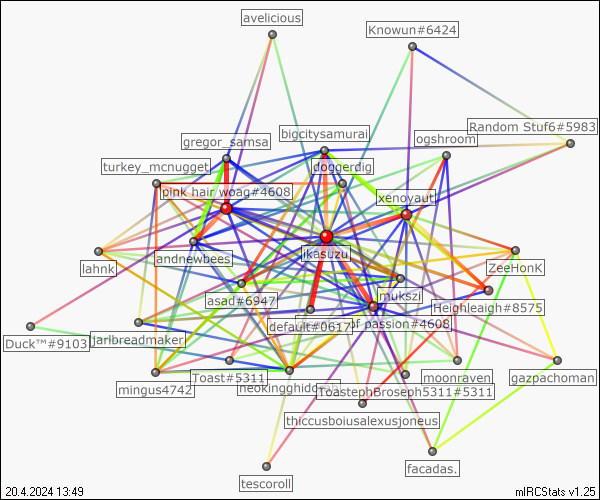 avelicious
Knowun#6424
Random Stuf6#5983
bigcitysamurai
gregor_samsa
ogshroom
turkey_mcnugget
doggerdig
pink hair woag#4608
xenoyaut
ikasuzu
andnewbees
lahnk
ZeeHonK
asad#6947
mukszi
Heighleaigh#8575
default#0617
of passion#4608
Duck™#9103
jarlbreadmaker
mingus4742
Toast#5311
neokingghidorah
moonraven
gazpachoman
ToastephBroseph5311#5311
thiccusboiusalexusjoneus
facadas.
tescoroll
20.4.2024 13:49
mIRCStats v1.25